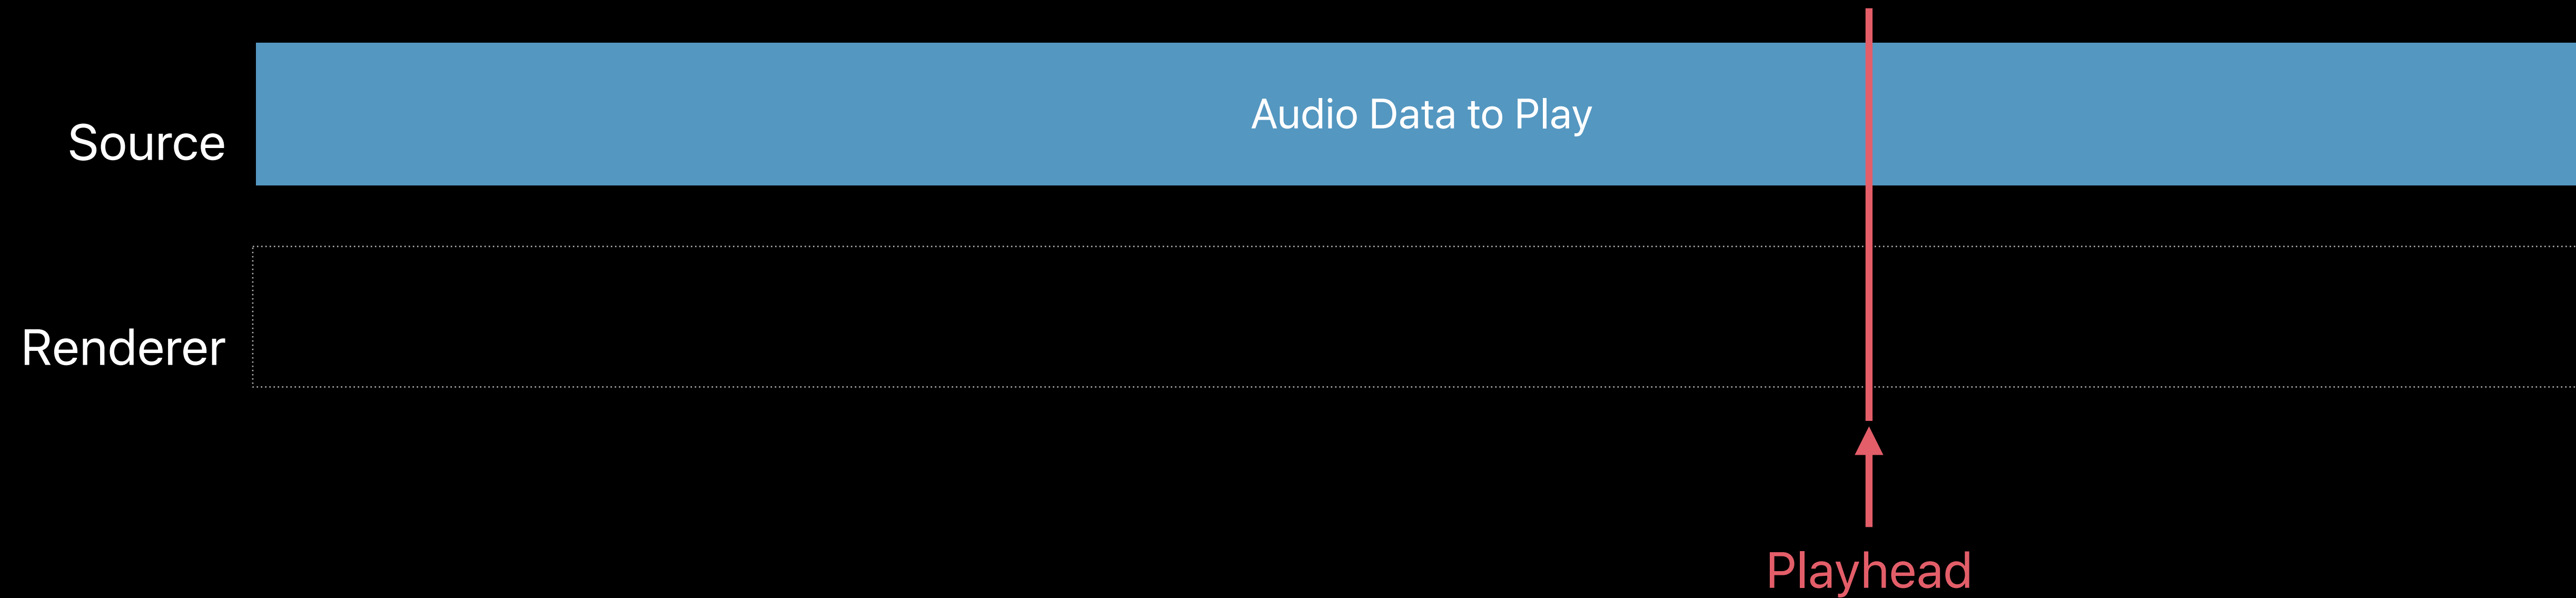 Audio Data to Play
Source
Renderer
Playhead